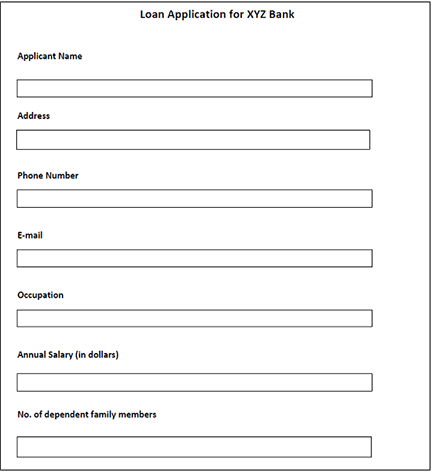 Loan Application for XYZ Bank
Applicant Name
Address
Phone Number
E-mail
Occupation
Annual Salary (in dollars)
No. of dependent family members